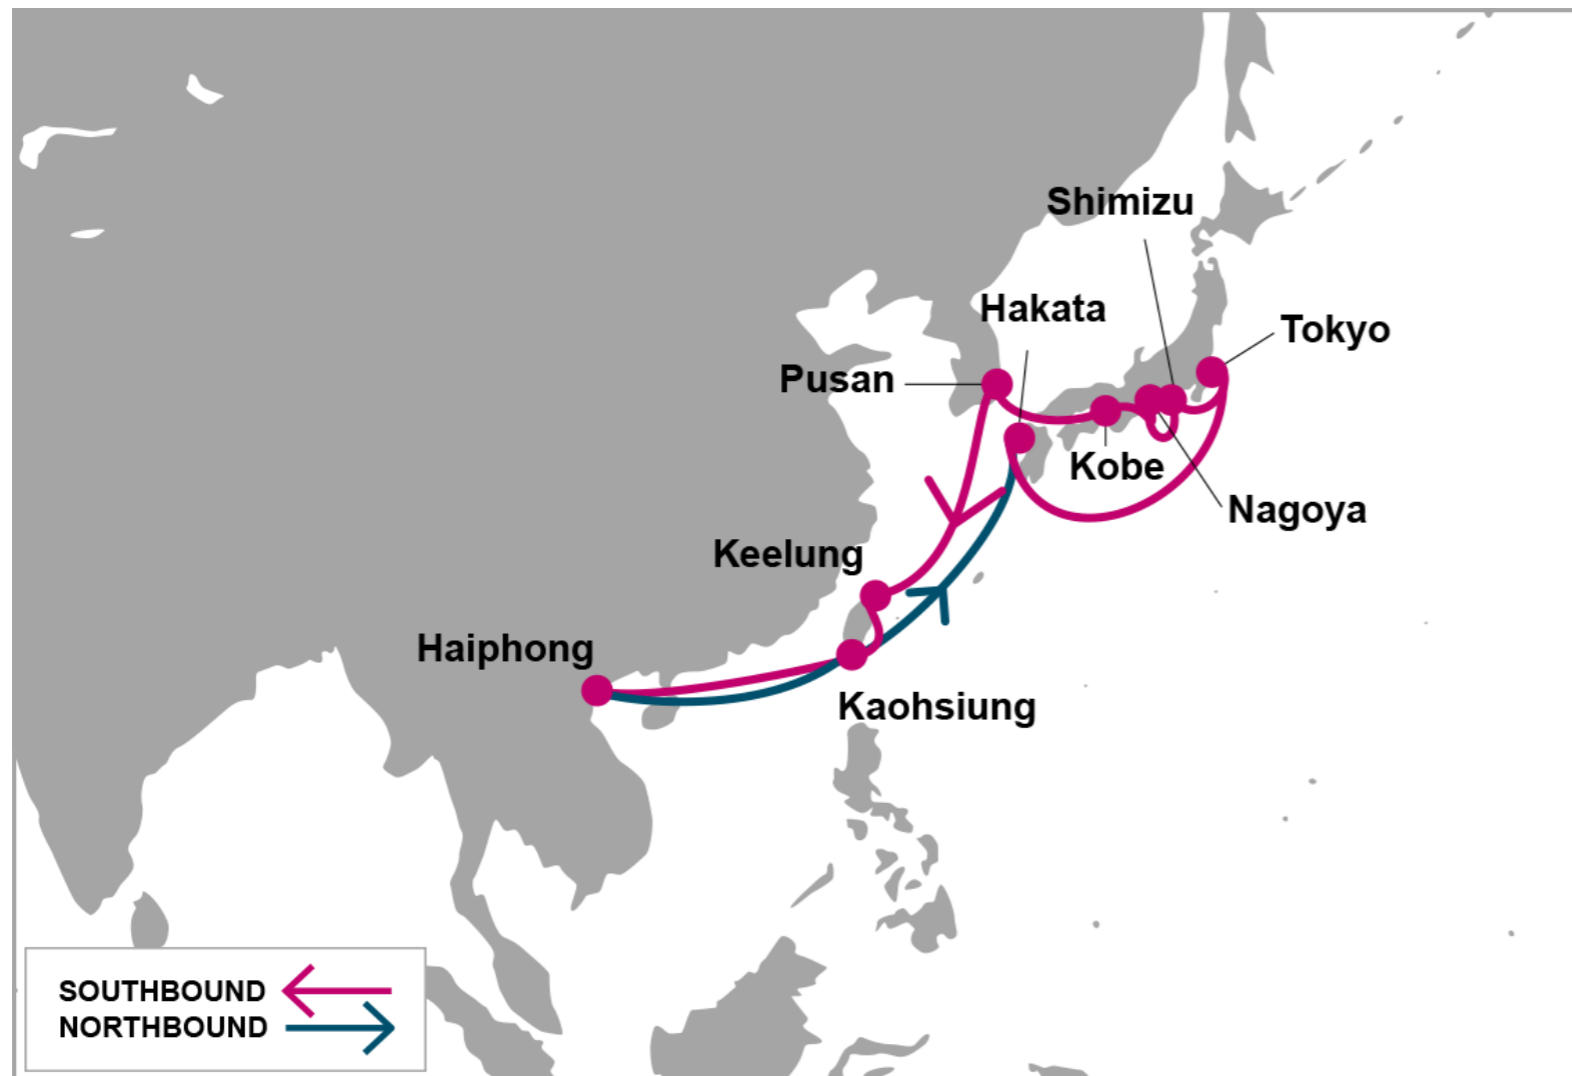 Shimizu
Hakata
Tokyo
Pusan
Kobe
Nagoya
Keelung
Haiphong
Kaohsiung
SOUTHBOUND
NORTHBOUND